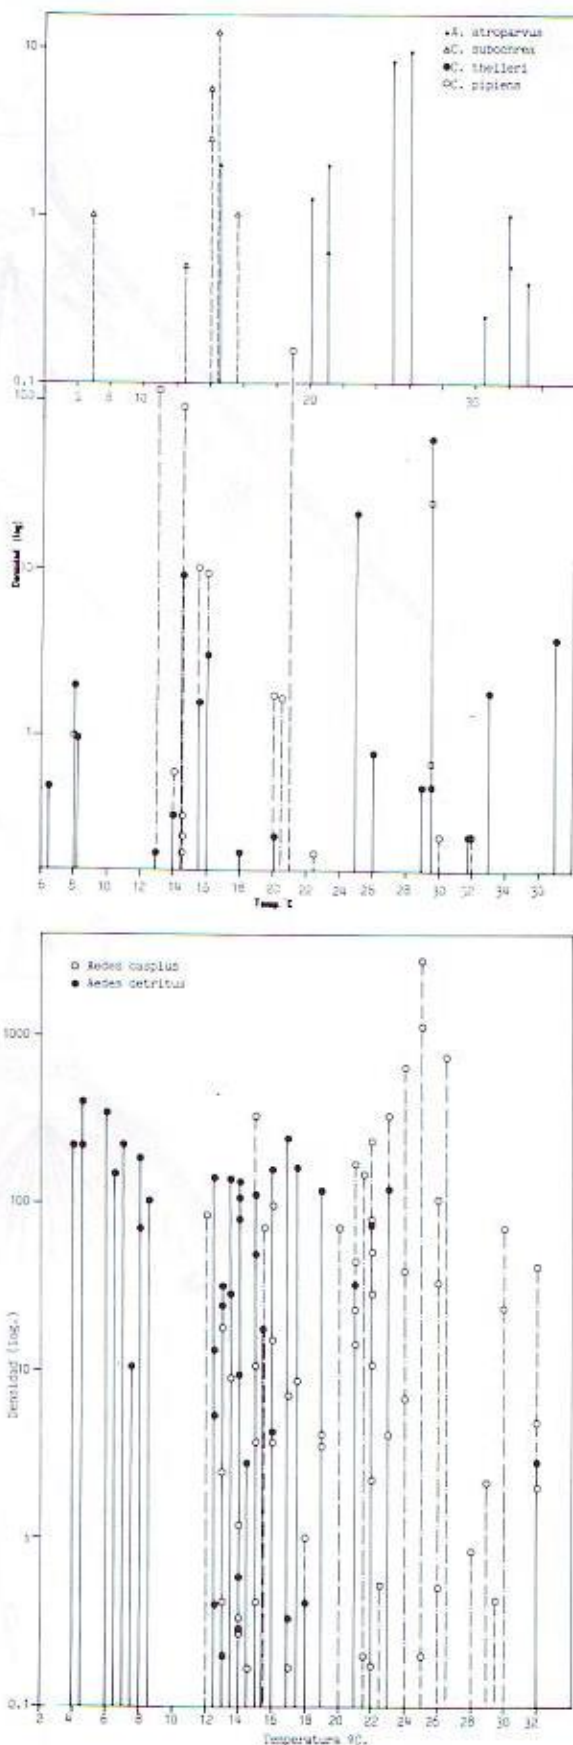 10
A. atroparvus
C. subochrea
C. theileri
C. pipiens
1
0.1
10
20
30
100
Densidad (log)
10
1
6 8 12 14 16 18 20 22 24 26 28 30 32 34 36
Temp. ºC
Aedes caspius
Aedes detritus
1000
100
Densidad (log.)
10
1
0.1
2 4 6 8 10 12 14 16 18 20 22 24 26 28 30 32
Temperatura ºC.